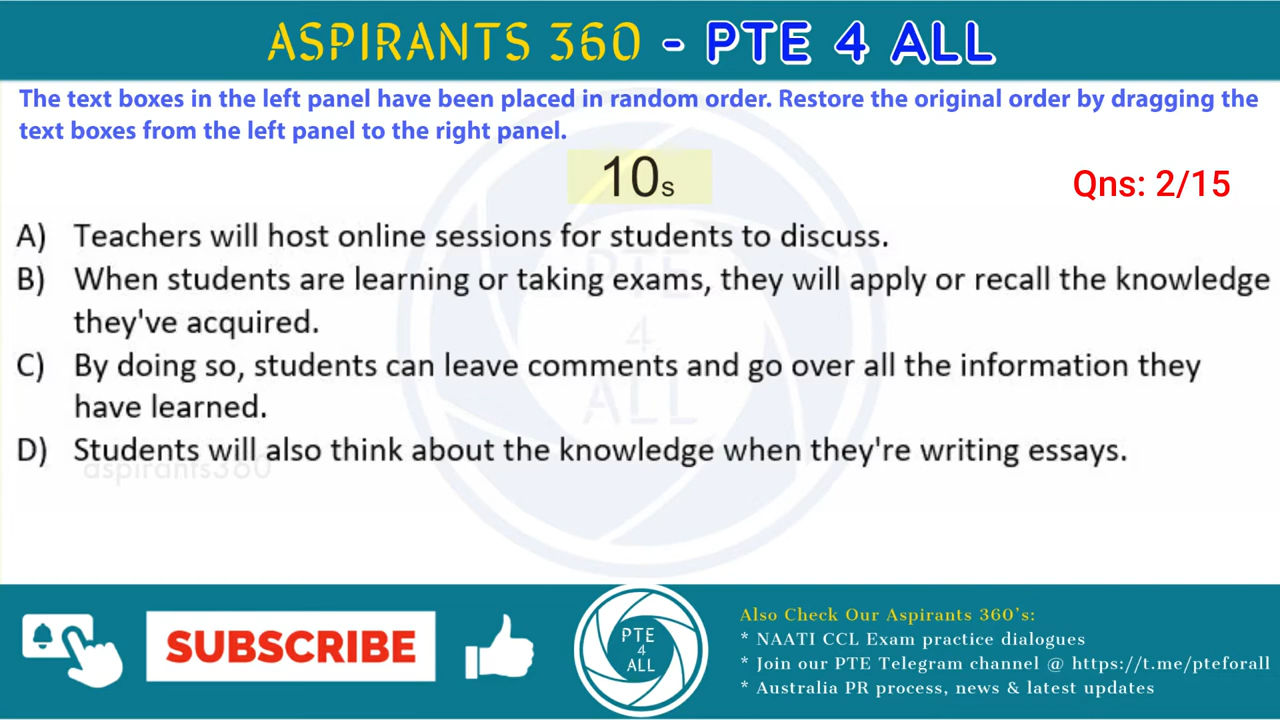 ASPIRANTS 360 - PTE 4 ALL
The text boxes in the left panel have been placed in random order. Restore the original order by dragging the
text boxes from the left panel to the right panel.
10s
Qns: 2/15
A) Teachers will host online sessions for students to discuss.
B) When students are learning or taking exams, they will apply or recall the knowledge
they've acquired.
C) By doing so, students can leave comments and go over all the information they
have learned.
D) Students will also think about the knowledge when they're writing essays.
aspirants360
PTE
4
ALL
SUBSCRIBE
PTE
4
ALL
Also Check Our Aspirants 360's:
* NAATI CCL Exam practice dialogues
* Join our PTE Telegram channel @ https://t.me/pteforall
* Australia PR process, news & latest updates